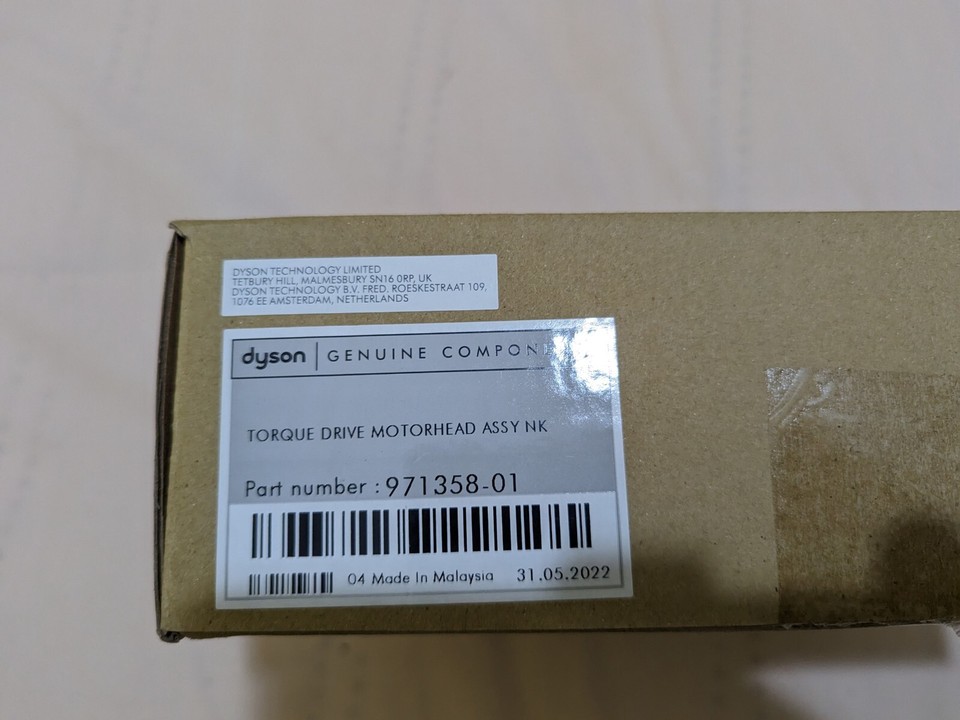 DYSON TECHNOLOGY LIMITED
TETBURY HILL, MALMESBURY SN16 0RP, UK
DYSON TECHNOLOGY B.V. FRED. ROESKESTRAAT 109,
1076 EE AMSTERDAM, NETHERLANDS
dyson GENUINE
TORQUE DRIVE MOTORHEAD ASSY NK
Part number : 971358-01
04 Made In Malaysia 31.05.2022